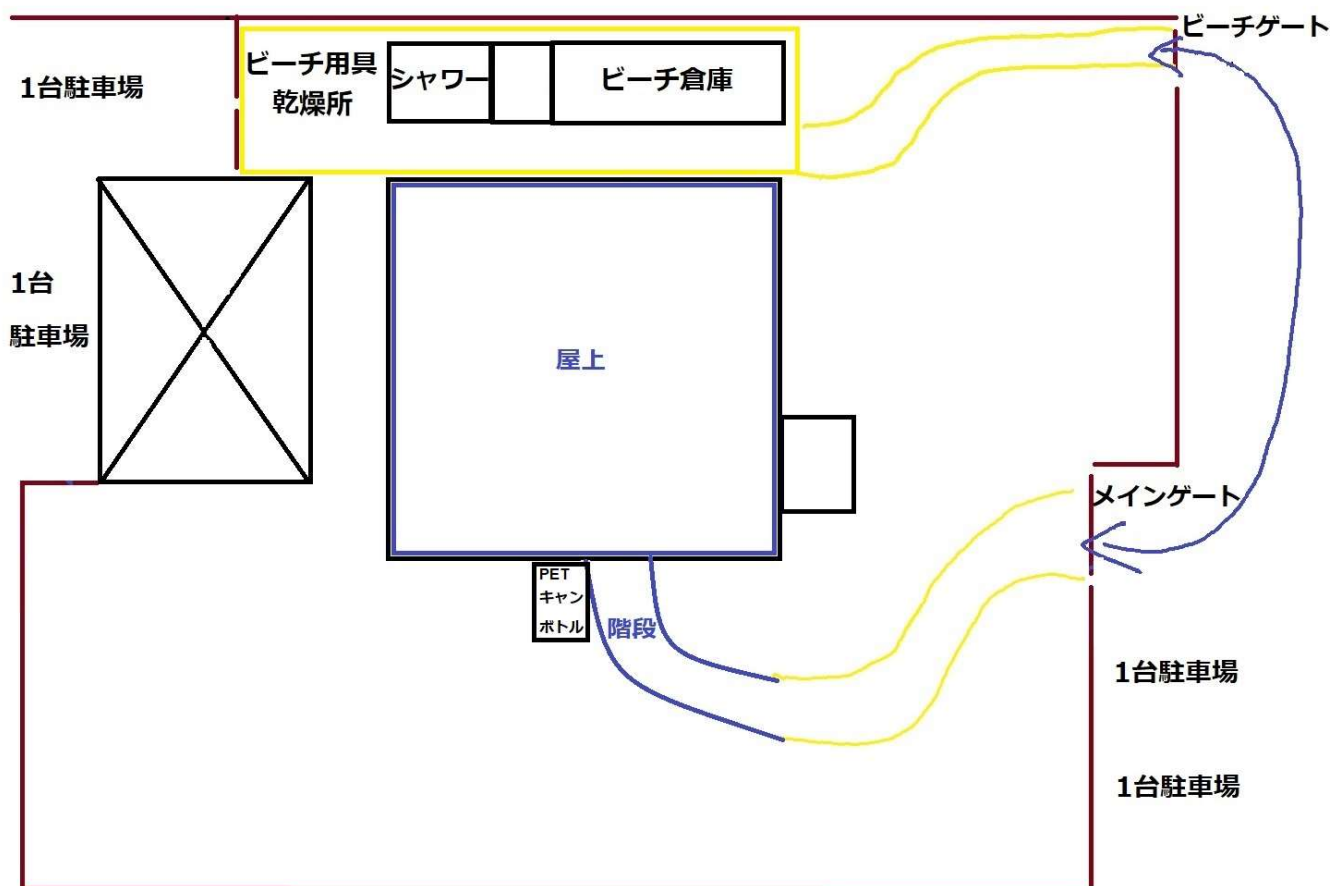 ビーチゲート
ビーチ用具
乾燥所
シャワー
ビーチ倉庫
1台駐車場
1台
駐車場
屋上
メインゲート
PET
キャン
ボトル
階段
1台駐車場
1台駐車場